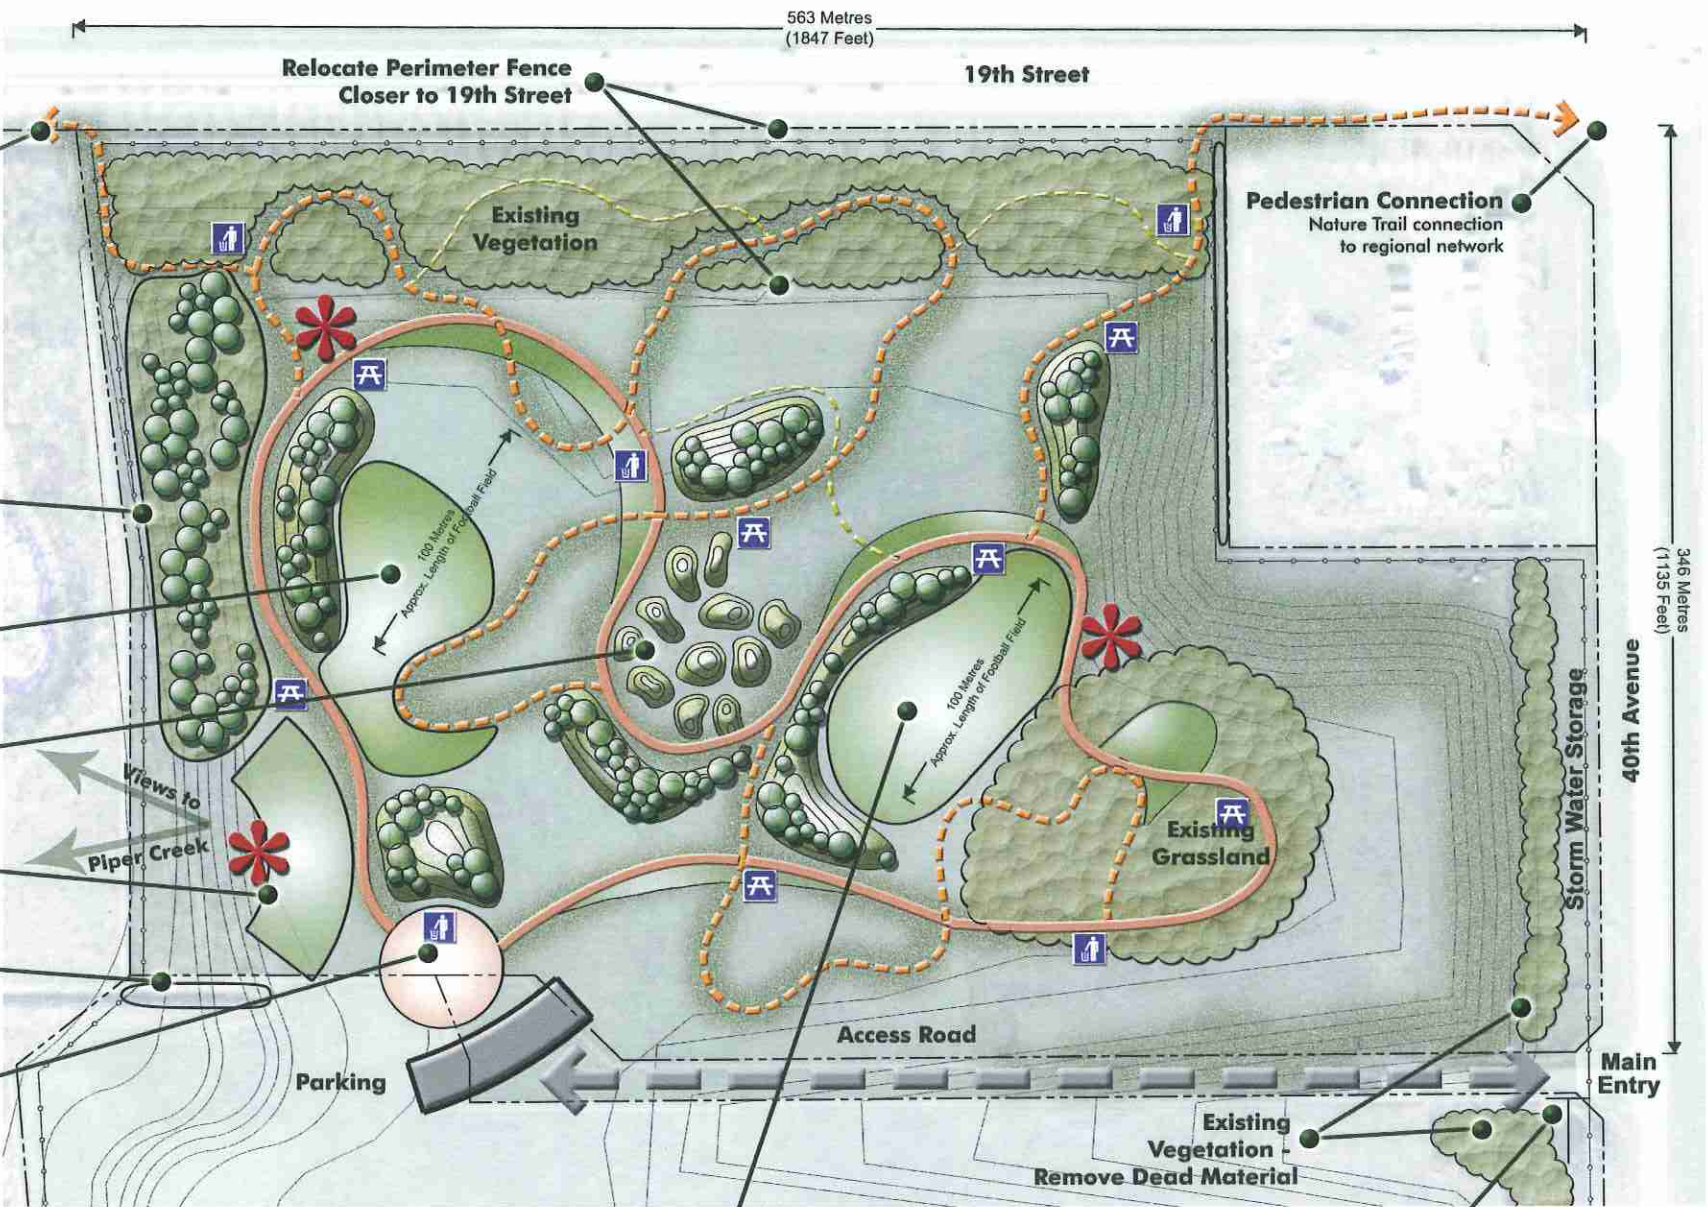 563 Metres
(1847 Feet)
Relocate Perimeter Fence
Closer to 19th Street
19th Street
Pedestrian Connection
Nature Trail connection
to regional network
Existing
Vegetation
100 Metres
Approx. Length of Football Field
346 Metres
(1135 Feet)
40th Avenue
Storm Water Storage
100 Metres
Approx. Length of Football Field
Views to
Piper Creek
Existing
Grassland
Access Road
Parking
Main
Entry
Existing
Vegetation -
Remove Dead Material